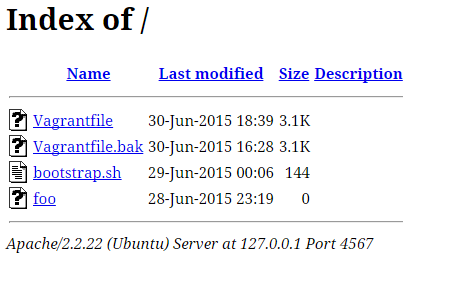 Index of /
Name Last modified Size Description
Vagrantfile 30-Jun-2015 18:39 3.1K
Vagrantfile.bak 30-Jun-2015 16:28 3.1K
bootstrap.sh 29-Jun-2015 00:06 144
foo 28-Jun-2015 23:19 0
Apache/2.2.22 (Ubuntu) Server at 127.0.0.1 Port 4567